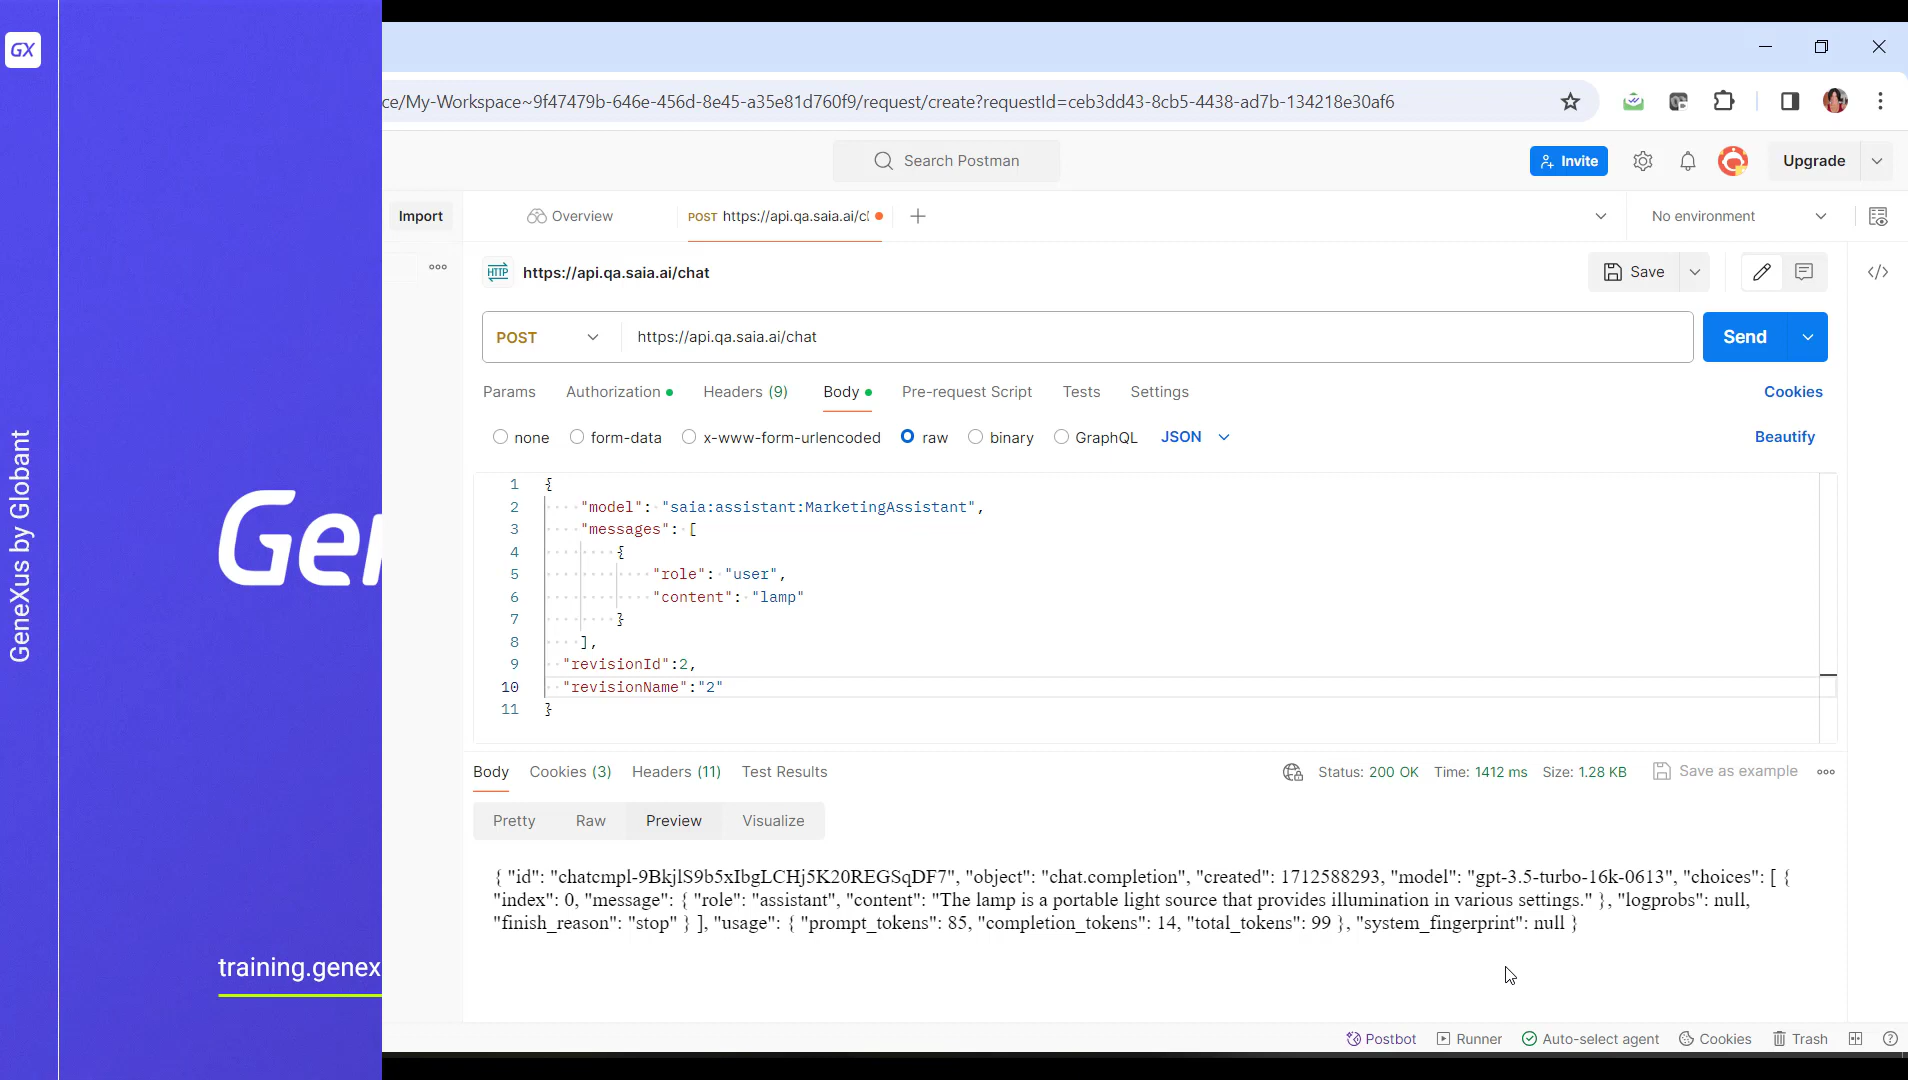 GX
GeneXus by Globant
Ge
training.genex
ce/My-Workspace~9f47479b-646e-456d-8e45-a35e81d760f9/request/create?requestId=ceb3dd43-8cb5-4438-ad7b-134218e30af6
Search Postman
Invite
Upgrade
Import
Overview
POST https://api.qa.saia.ai/cl
No environment
HTTP https://api.qa.saia.ai/chat
Save
POST
https://api.qa.saia.ai/chat
Send
Params
Authorization
Headers (9)
Body
Pre-request Script
Tests
Settings
Cookies
none
form-data
x-www-form-urlencoded
raw
binary
GraphQL
JSON
Beautify
1 {
2 "model": "saia:assistant:MarketingAssistant",
3 "messages": [
4 {
5 "role": "user",
6 "content": "lamp"
7 }
8 ],
9 "revisionId":2,
10 "revisionName":"2"
11 }
Body
Cookies (3)
Headers (11)
Test Results
Status: 200 OK
Time: 1412 ms
Size: 1.28 KB
Save as example
Pretty
Raw
Preview
Visualize
{ "id": "chatcmpl-9BkjlS9b5xIbgLCHj5K20REGSqDF7", "object": "chat.completion", "created": 1712588293, "model": "gpt-3.5-turbo-16k-0613", "choices": [ {
"index": 0, "message": { "role": "assistant", "content": "The lamp is a portable light source that provides illumination in various settings." }, "logprobs": null,
"finish_reason": "stop" } ], "usage": { "prompt_tokens": 85, "completion_tokens": 14, "total_tokens": 99 }, "system_fingerprint": null }
Postbot
Runner
Auto-select agent
Cookies
Trash